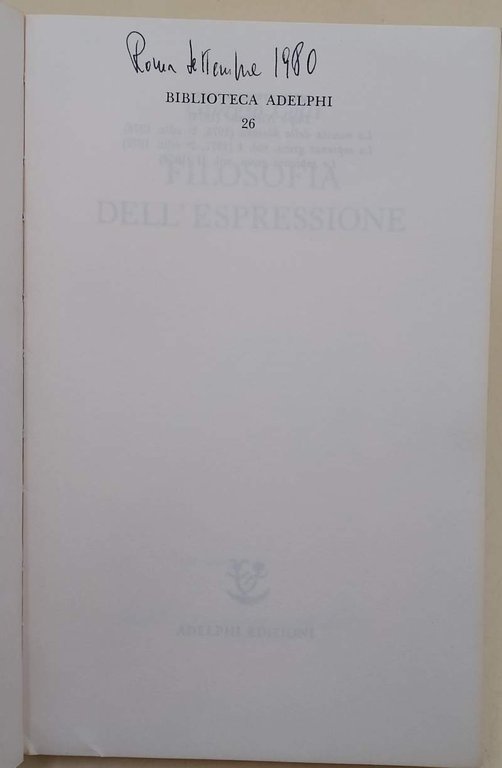 Roma settembre 1980
BIBLIOTECA ADELPHI
26
FILOSOFIA
DELL'ESPRESSIONE
ADELPHI EDIZIONI